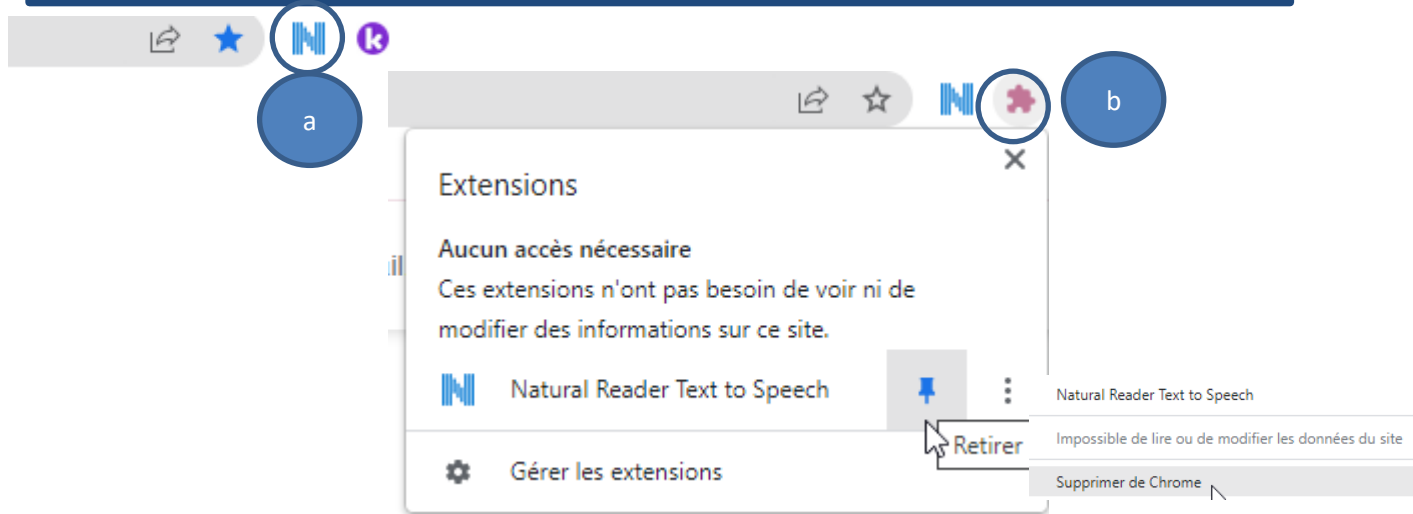 a
b
Extensions
Aucun accès nécessaire
il
Ces extensions n'ont pas besoin de voir ni de
modifier des informations sur ce site.
Natural Reader Text to Speech
Retirer
Gérer les extensions
Natural Reader Text to Speech
Impossible de lire ou de modifier les données du site
Supprimer de Chrome